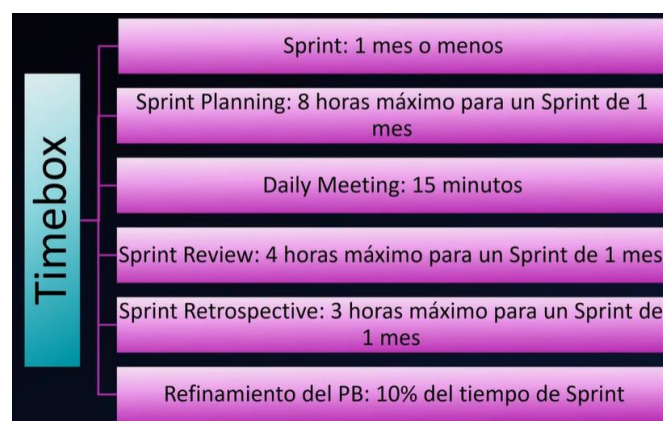 Timebox
Sprint: 1 mes o menos
Sprint Planning: 8 horas máximo para un Sprint de 1
mes
Daily Meeting: 15 minutos
Sprint Review: 4 horas máximo para un Sprint de 1 mes
Sprint Retrospective: 3 horas máximo para un Sprint de
1 mes
Refinamiento del PB: 10% del tiempo de Sprint